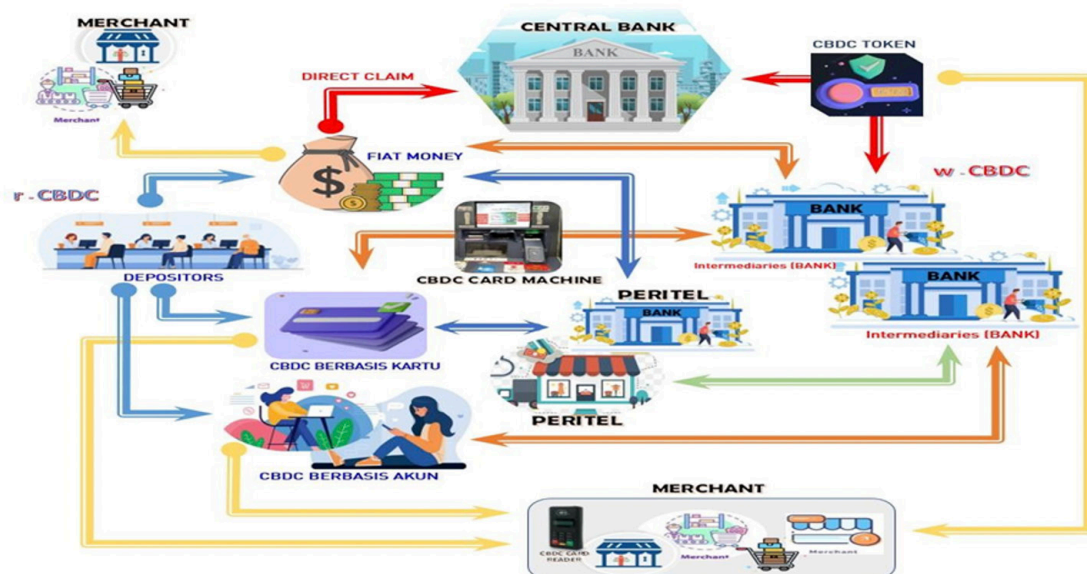 MERCHANT
CENTRAL BANK
BANK
CBDC TOKEN
DIRECT CLAIM
Merchant
FIAT MONEY
$
r-CBDC
w-CBDC
BANK
DEPOSITORS
CBDC CARD MACHINE
Intermediaries [BANK]
BANK
PERITEL
BANK
Intermediaries [BANK]
CBDC BERBASIS KARTU
PERITEL
CBDC BERBASIS AKUN
MERCHANT
CBDC CARD
READER
Merchant
Merchant